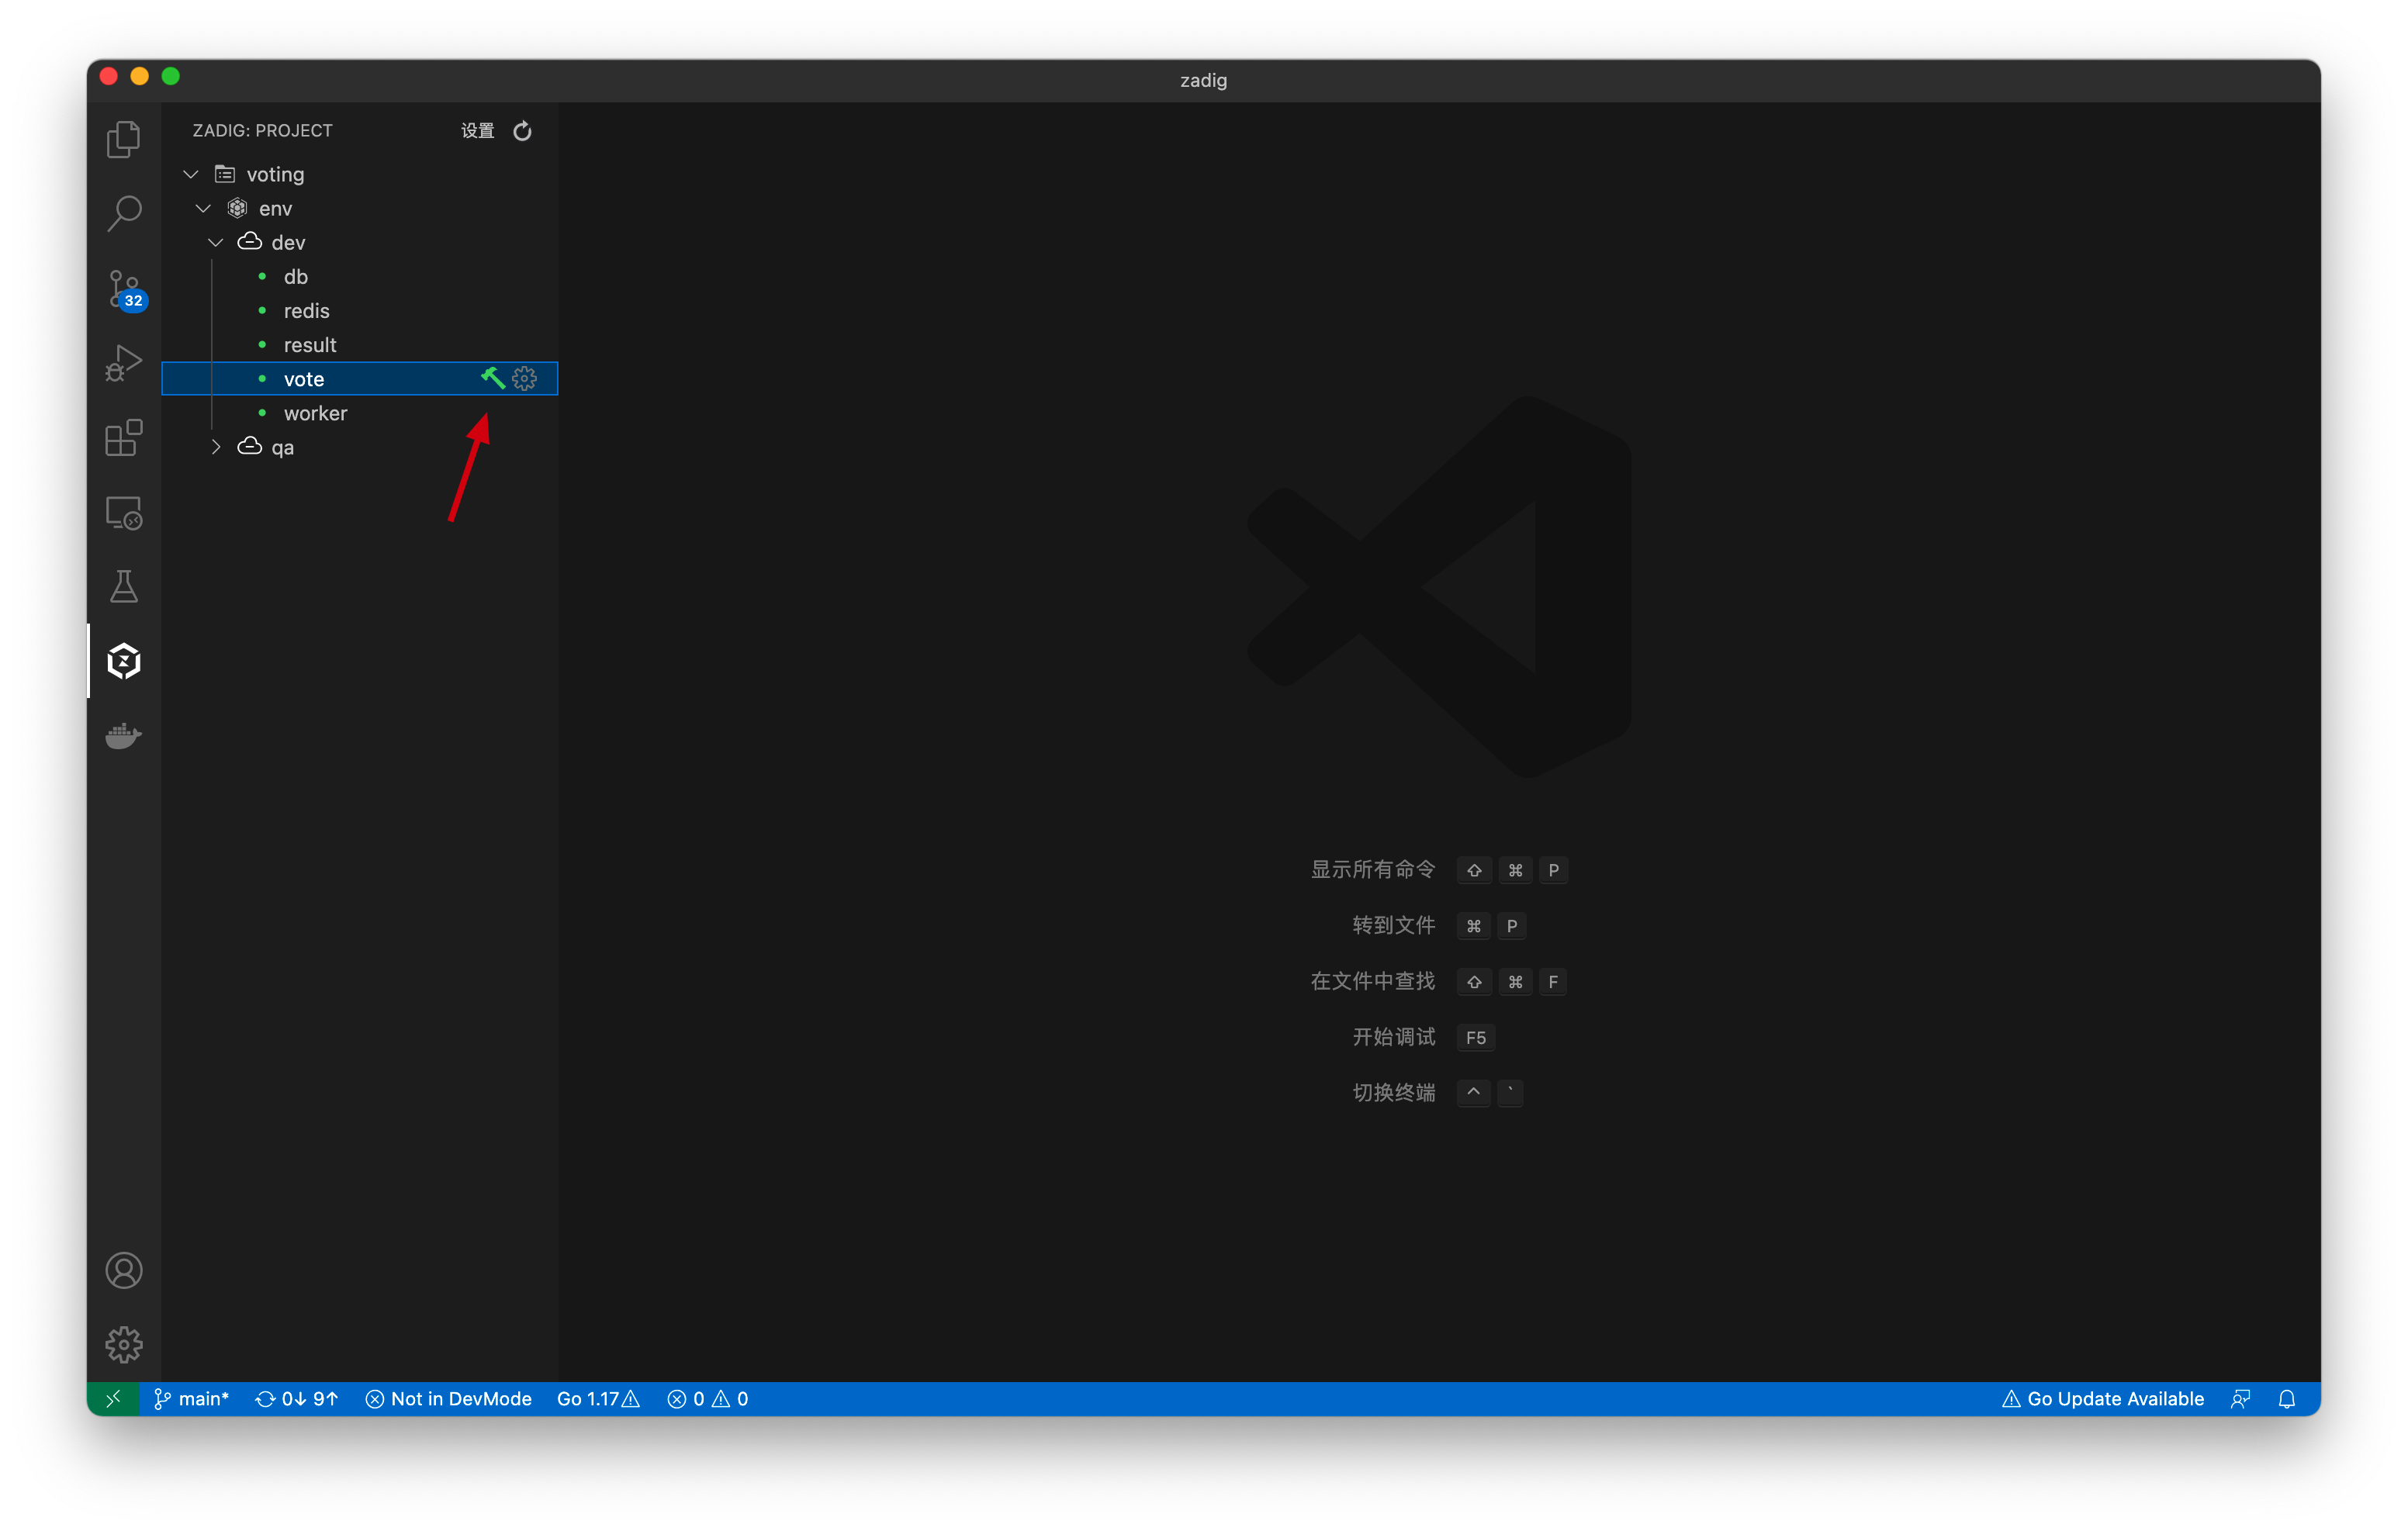 zadig
ZADIG: PROJECT 设置
voting
env
dev
db
redis
result
vote
worker
qa
32
显示所有命令 ⇧ ⌘ P
转到文件 ⌘ P
在文件中查找 ⇧ ⌘ F
开始调试 F5
切换终端 ^ `
main* 0↓ 9↑ Not in DevMode Go 1.17 0 0 Go Update Available